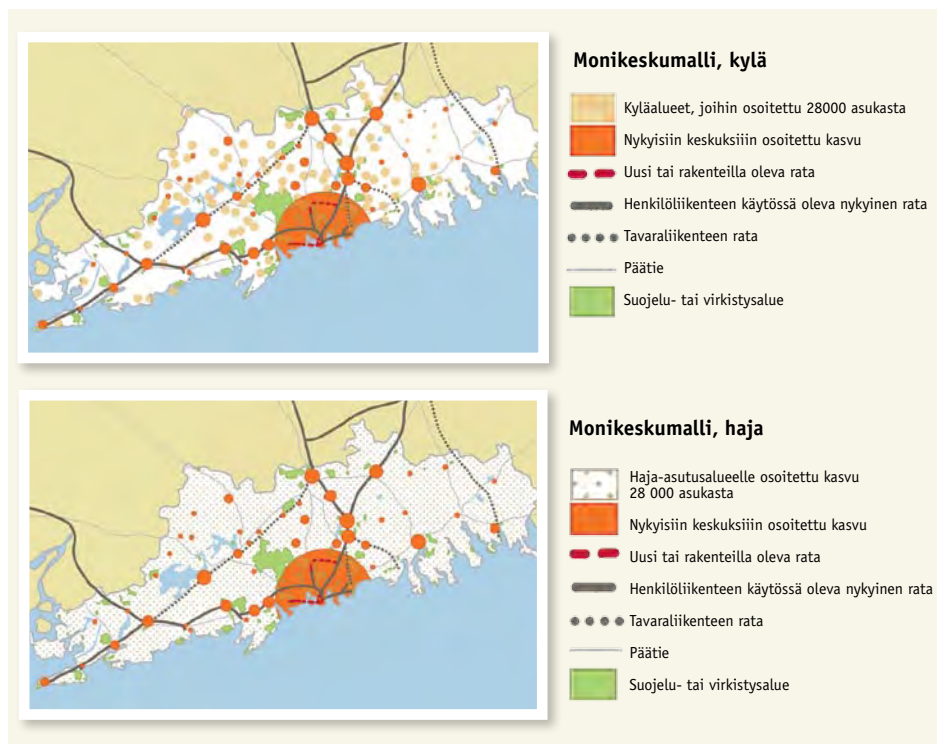 Monikeskumalli, kylä
Kyläalueet, joihin osoitettu 28000 asukasta
Nykyisiin keskuksiiin osoitettu kasvu
Uusi tai rakenteilla oleva rata
Henkilöliikenteen käytössä oleva nykyinen rata
Tavaraliikenteen rata
Päätie
Suojelu- tai virkistysalue
Monikeskumalli, haja
Haja-asutusalueelle osoitettu kasvu
28 000 asukasta
Nykyisiin keskuksiiin osoitettu kasvu
Uusi tai rakenteilla oleva rata
Henkilöliikenteen käytössä oleva nykyinen rata
Tavaraliikenteen rata
Päätie
Suojelu- tai virkistysalue